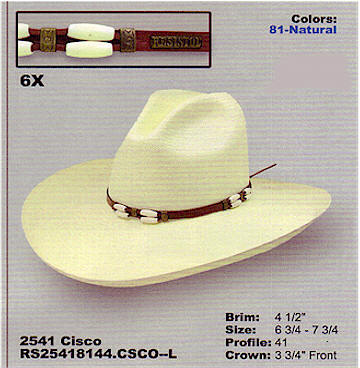 Colors:
81-Natural
RESISTOL
6X
2541 Cisco
RS25418144.CSCO--L
Brim: 4 1/2"
Size: 6 3/4 - 7 3/4
Profile: 41
Crown: 3 3/4" Front